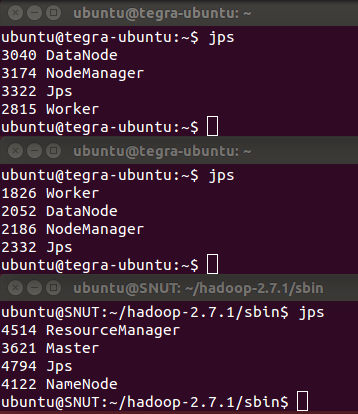 ubuntu@tegra-ubuntu: ~
ubuntu@tegra-ubuntu:~$ jps
3040 DataNode
3174 NodeManager
3322 Jps
2815 Worker
ubuntu@tegra-ubuntu:~$
ubuntu@tegra-ubuntu: ~
ubuntu@tegra-ubuntu:~$ jps
1826 Worker
2052 DataNode
2186 NodeManager
2332 Jps
ubuntu@tegra-ubuntu:~$
ubuntu@SNUT: ~/hadoop-2.7.1/sbin
ubuntu@SNUT:~/hadoop-2.7.1/sbin$ jps
4514 ResourceManager
3621 Master
4794 Jps
4122 NameNode
ubuntu@SNUT:~/hadoop-2.7.1/sbin$